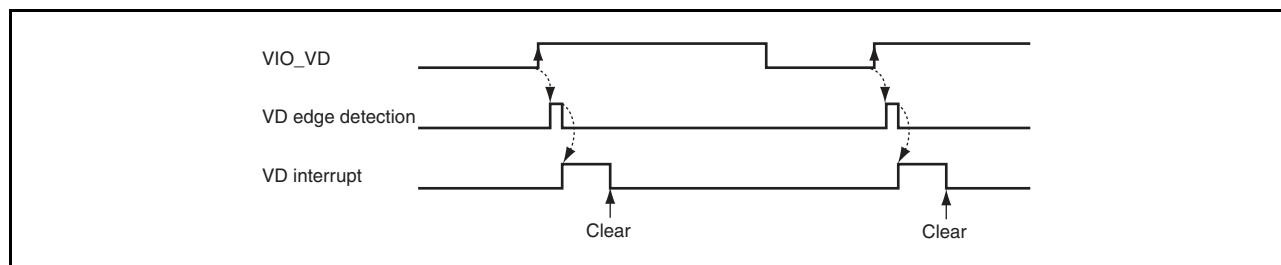 VIO_VD
VD edge detection
VD interrupt
Clear Clear